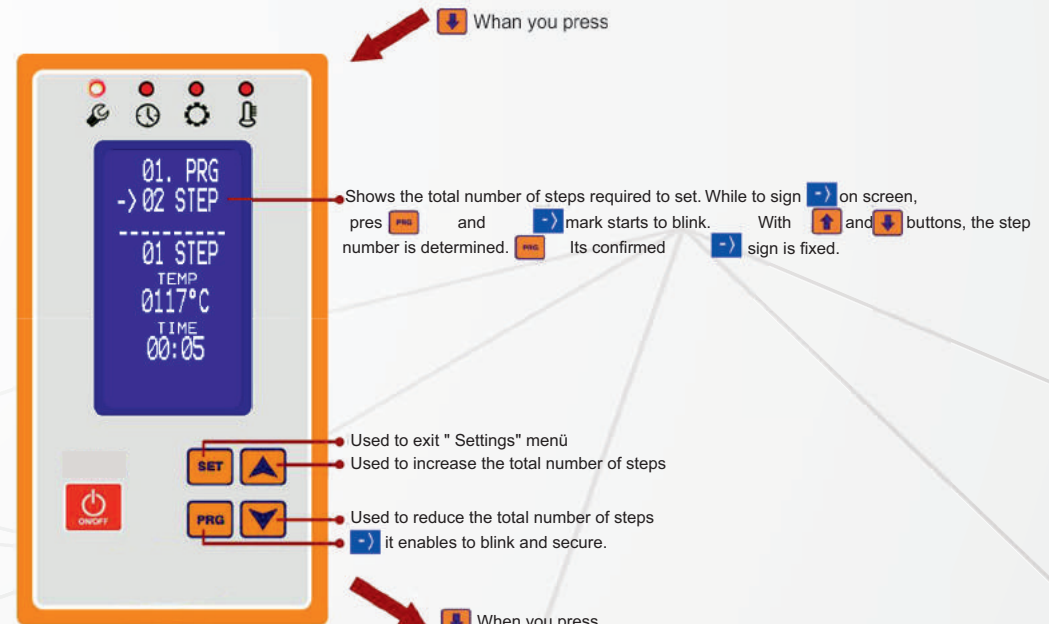 Whan you press
01. PRG
-> 02 STEP
01 STEP
TEMP
0117°C
TIME
00:05
Shows the total number of steps required to set. While to sign -> on screen,
pres PRG and -> mark starts to blink. With and buttons, the step
number is determined. PRG Its confirmed -> sign is fixed.
Used to exit " Settings" menü
SET
Used to increase the total number of steps
ON/OFF
PRG
Used to reduce the total number of steps
-> it enables to blink and secure.
When you press